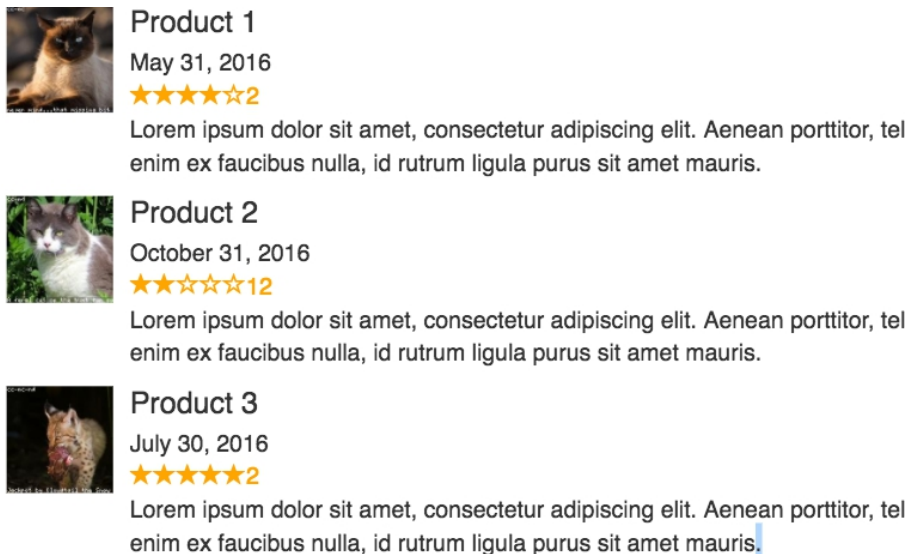 Product 1
May 31, 2016
★★★★☆2
Lorem ipsum dolor sit amet, consectetur adipiscing elit. Aenean porttitor, tel
enim ex faucibus nulla, id rutrum ligula purus sit amet mauris.
Product 2
October 31, 2016
★★☆☆☆12
Lorem ipsum dolor sit amet, consectetur adipiscing elit. Aenean porttitor, tel
enim ex faucibus nulla, id rutrum ligula purus sit amet mauris.
Product 3
July 30, 2016
★★★★★2
Lorem ipsum dolor sit amet, consectetur adipiscing elit. Aenean porttitor, tel
enim ex faucibus nulla, id rutrum ligula purus sit amet mauris.